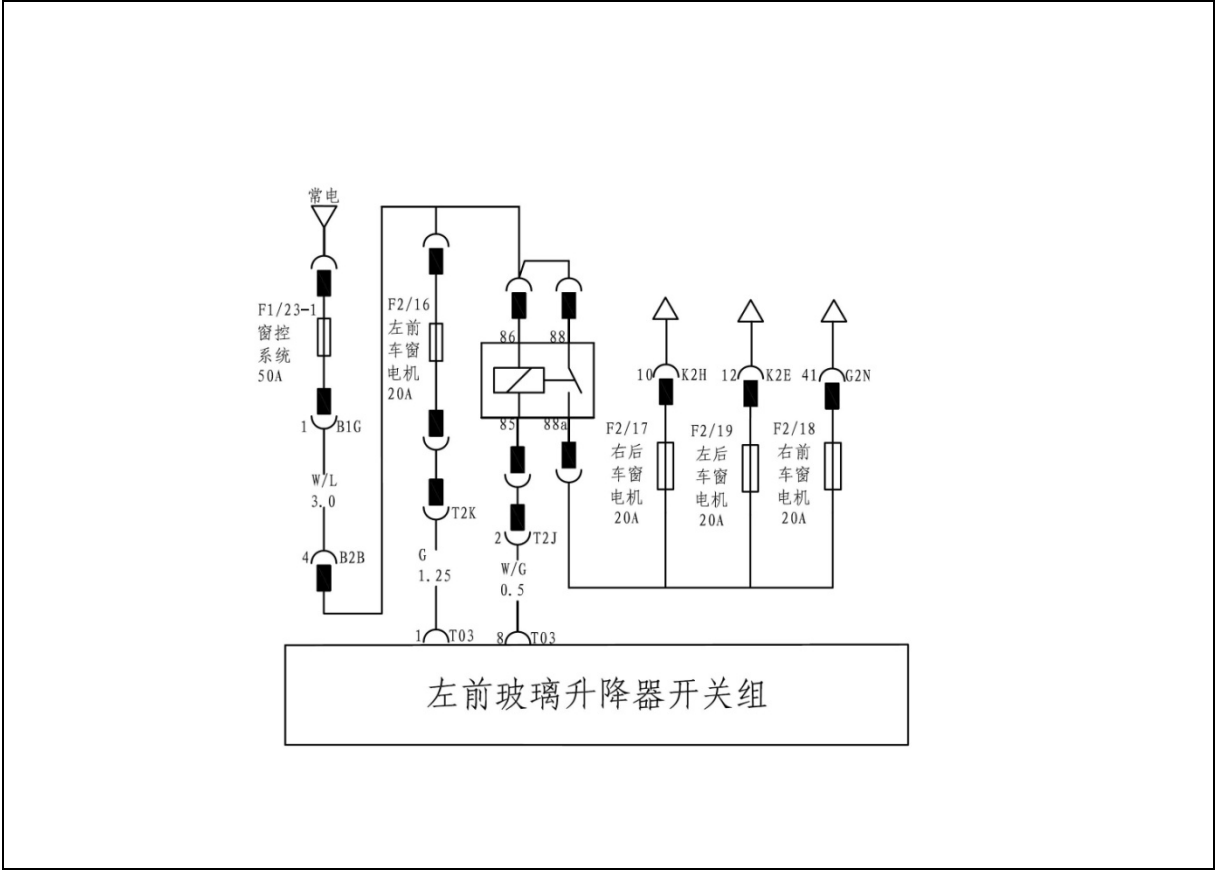 常电
F1/23-1
窗控
系统
50A
1 B1G
W/L
3.0
4 B2B
F2/16
左前
车窗
电机
20A
T2K
G
1.25
1 T03
86 88
85 88a
2 T2J
W/G
0.5
8 T03
10 K2H
F2/17
右后
车窗
电机
20A
12 K2E
F2/19
左后
车窗
电机
20A
41 G2N
F2/18
右前
车窗
电机
20A
左前玻璃升降器开关组